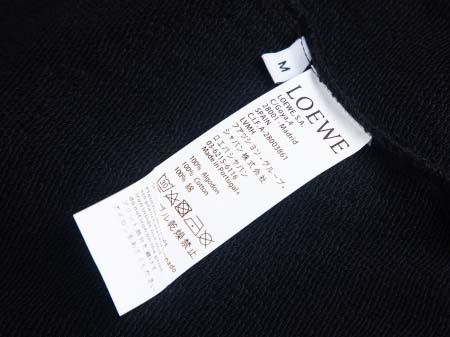 M
LOEWE
LOEWE S.A.
C/Goya, 4
28001 Madrid
SPAIN
C.I.F. A-28003861
LVMH
ファッション・グループ
ジャパン株式会社
ロエベジャパン
03-6215-6116
Made in Portugal
100% Algodon
100% Cotton
100% 綿
タンブル乾燥禁止